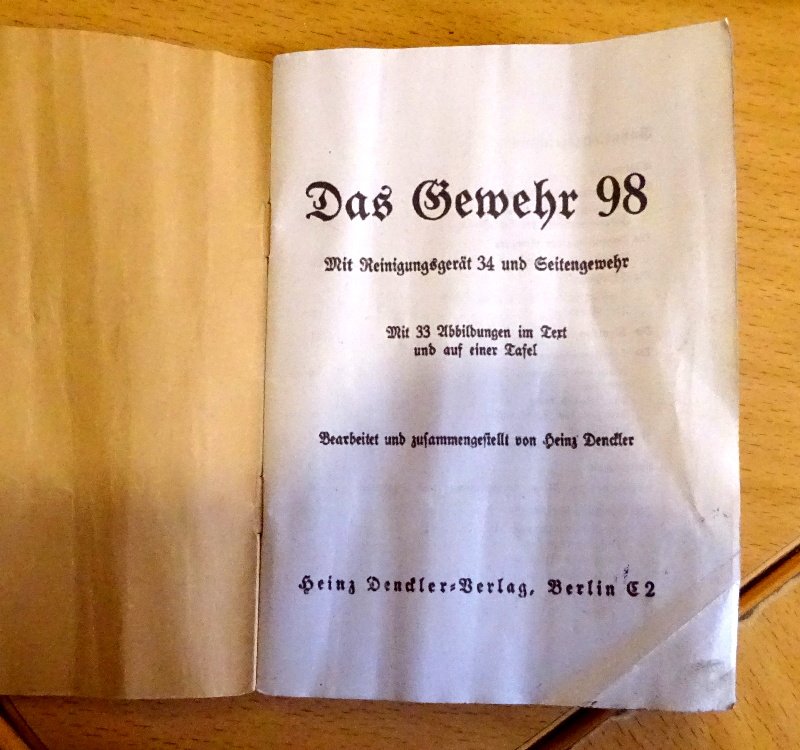 Das Gewehr 98
Mit Reinigungsgerät 34 und Seitengewehr
Mit 33 Abbildungen im Text
und auf einer Tafel
Bearbeitet und zusammengestellt von Heinz Denckler
Heinz Denckler-Verlag, Berlin C2